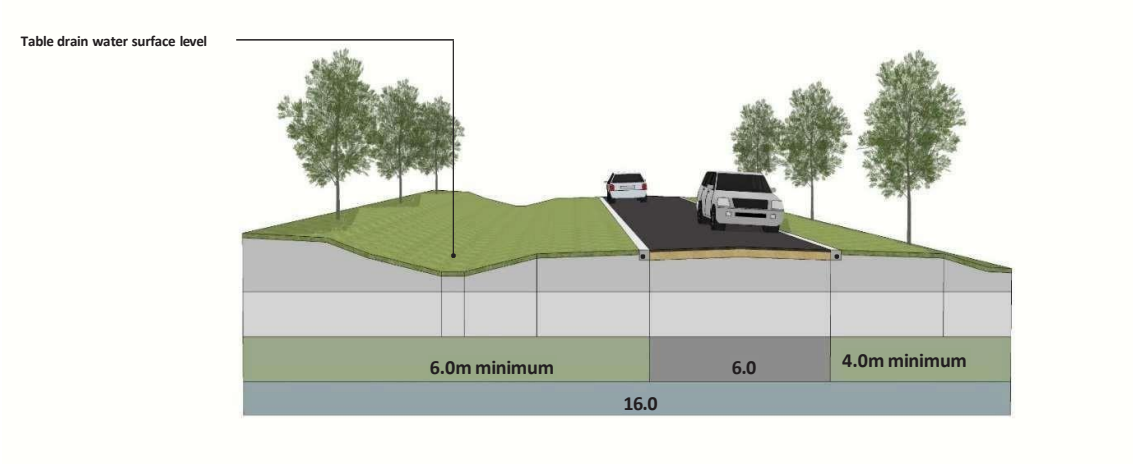 Table drain water surface level
6.0m minimum
6.0
4.0m minimum
16.0